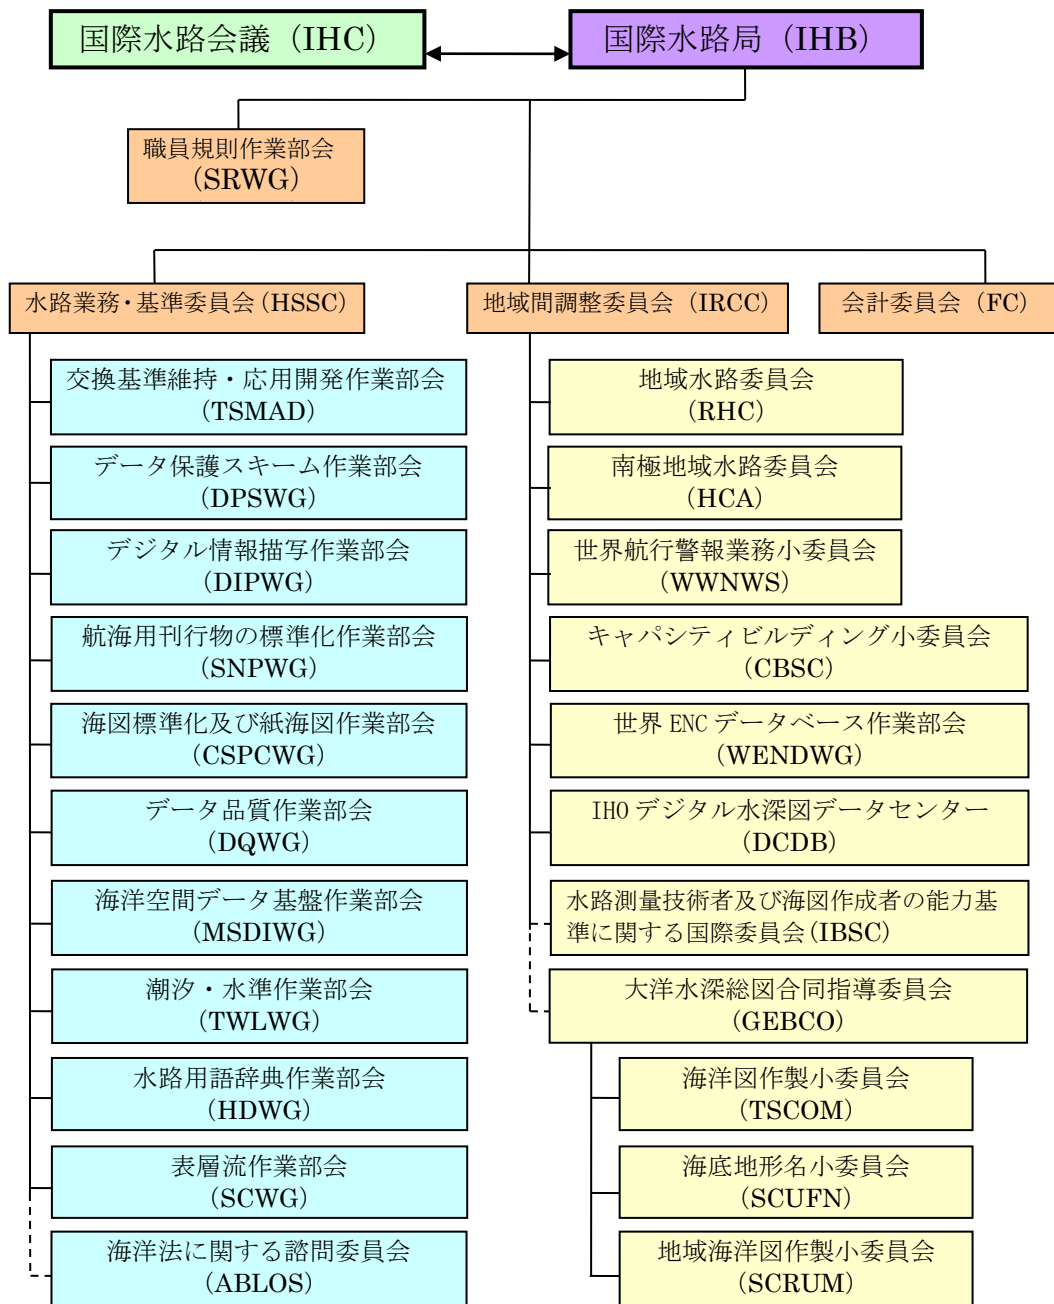 国際水路会議（IHC）
国際水路局（IHB）
職員規則作業部会
（SRWG）
水路業務・基準委員会（HSSC）
地域間調整委員会（IRCC）
会計委員会（FC）
交換基準維持・応用開発作業部会
（TSMAD）
データ保護スキーム作業部会
（DPSWG）
デジタル情報描写作業部会
（DIPWG）
航海用刊行物の標準化作業部会
（SNPWG）
海図標準化及び紙海図作業部会
（CSPCWG）
データ品質作業部会
（DQWG）
海洋空間データ基盤作業部会
（MSDIWG）
潮汐・水準作業部会
（TWLWG）
水路用語辞典作業部会
（HDWG）
表層流作業部会
（SCWG）
海洋法に関する諮問委員会
（ABLOS）
地域水路委員会
（RHC）
南極地域水路委員会
（HCA）
世界航行警報業務小委員会
（WWNWS）
キャパシティビルディング小委員会
（CBSC）
世界 ENC データベース作業部会
（WENDWG）
IHO デジタル水深図データセンター
（DCDB）
水路測量技術者及び海図作成者の能力基
準に関する国際委員会（IBSC）
大洋水深総図合同指導委員会
（GEBCO）
海洋図作製小委員会
（TSCOM）
海底地形名小委員会
（SCUFN）
地域海洋図作製小委員会
（SCRUM）